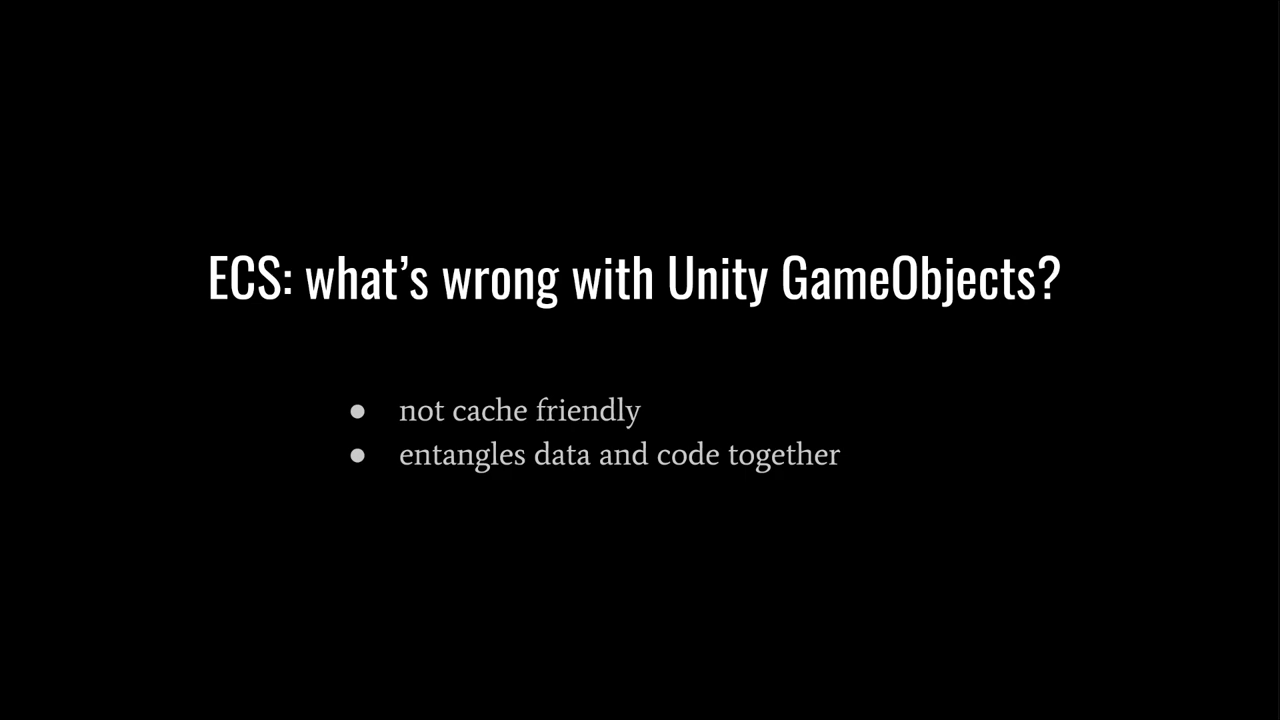 ECS: what’s wrong with Unity GameObjects?
● not cache friendly
● entangles data and code together